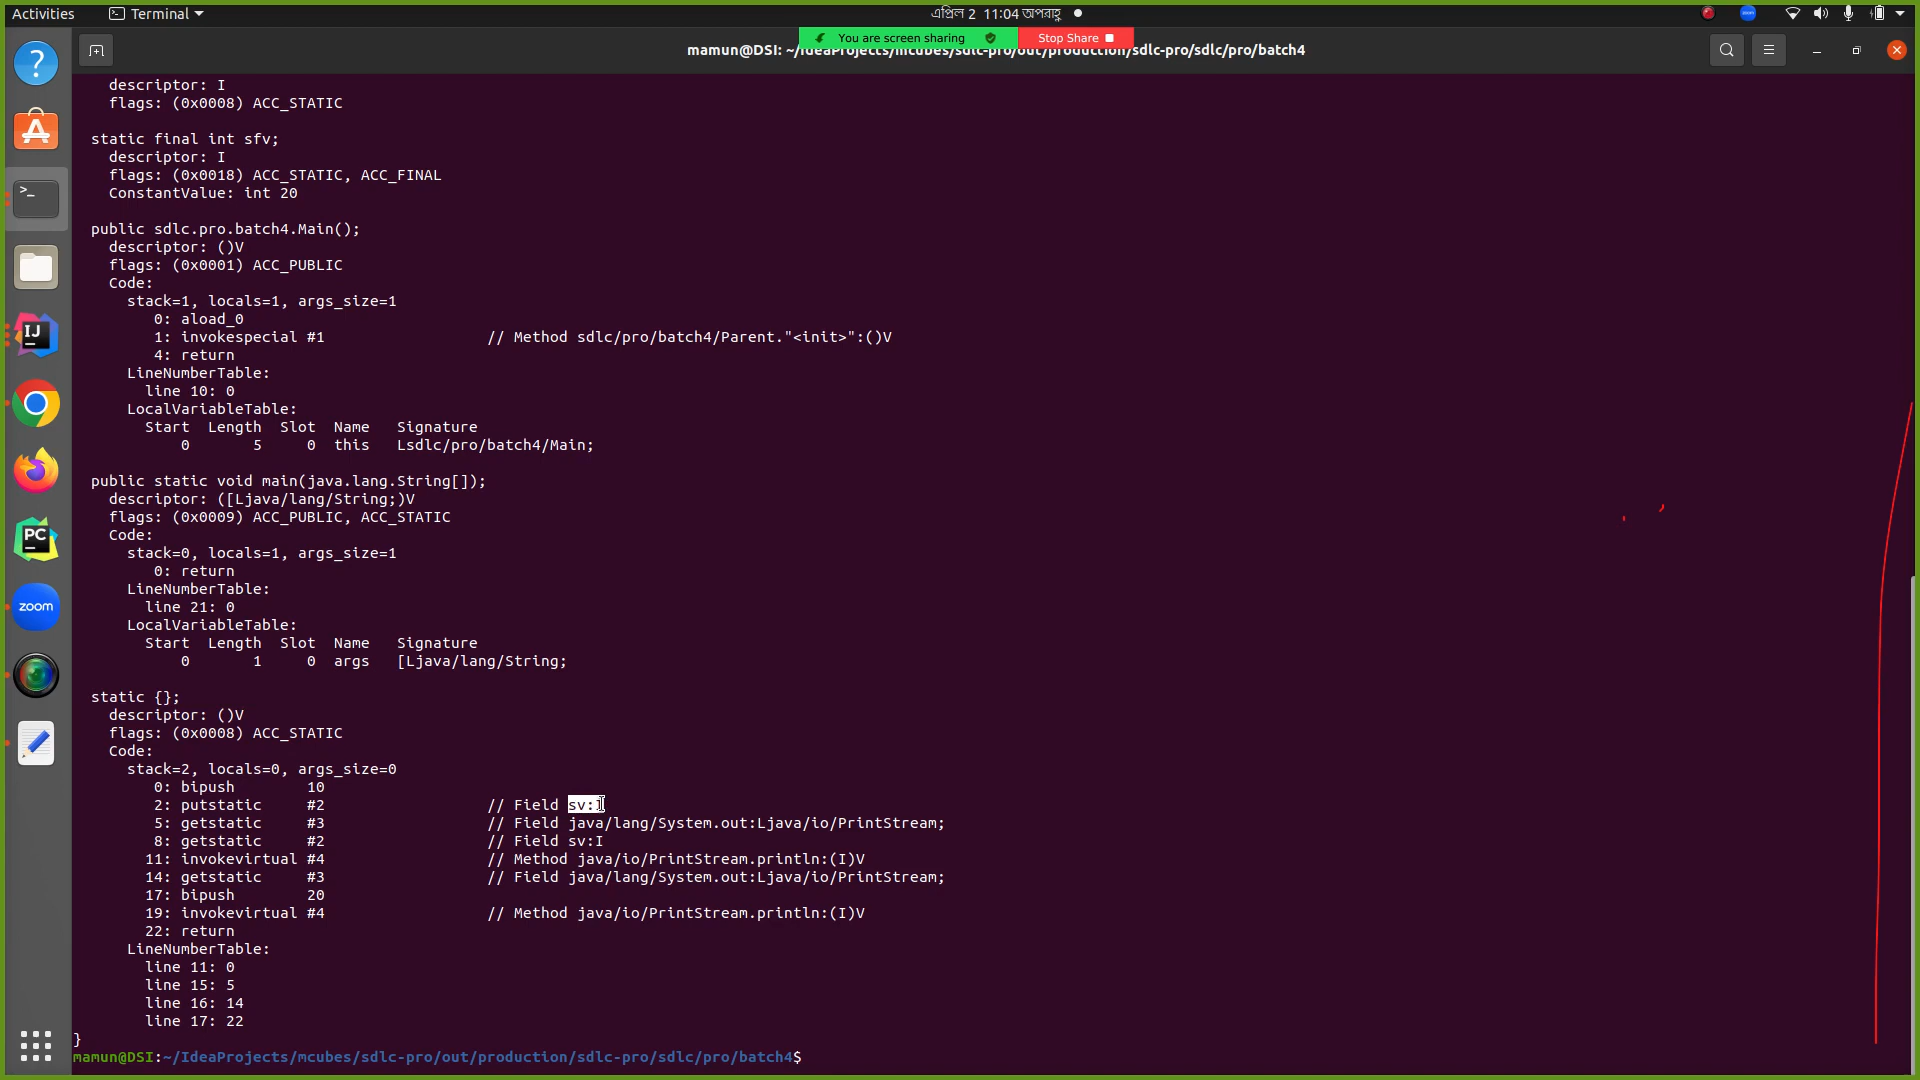 Activities
Terminal
এপ্রিল 2 11:04 অপরাহ্ণ
You are screen sharing
Stop Share
mamun@DSI: ~/IdeaProjects/mcubes/sdlc-pro/out/production/sdlc-pro/sdlc/pro/batch4
descriptor: I
flags: (0x0008) ACC_STATIC
static final int sfv;
descriptor: I
flags: (0x0018) ACC_STATIC, ACC_FINAL
ConstantValue: int 20
public sdlc.pro.batch4.Main();
descriptor: ()V
flags: (0x0001) ACC_PUBLIC
Code:
stack=1, locals=1, args_size=1
0: aload_0
1: invokespecial #1 // Method sdlc/pro/batch4/Parent."<init>":()V
4: return
LineNumberTable:
line 10: 0
LocalVariableTable:
Start Length Slot Name Signature
0 5 0 this Lsdlc/pro/batch4/Main;
public static void main(java.lang.String[]);
descriptor: ([Ljava/lang/String;)V
flags: (0x0009) ACC_PUBLIC, ACC_STATIC
Code:
stack=0, locals=1, args_size=1
0: return
LineNumberTable:
line 21: 0
LocalVariableTable:
Start Length Slot Name Signature
0 1 0 args [Ljava/lang/String;
static {};
descriptor: ()V
flags: (0x0008) ACC_STATIC
Code:
stack=2, locals=0, args_size=0
0: bipush 10
2: putstatic #2 // Field sv:I
5: getstatic #3 // Field java/lang/System.out:Ljava/io/PrintStream;
8: getstatic #2 // Field sv:I
11: invokevirtual #4 // Method java/io/PrintStream.println:(I)V
14: getstatic #3 // Field java/lang/System.out:Ljava/io/PrintStream;
17: bipush 20
19: invokevirtual #4 // Method java/io/PrintStream.println:(I)V
22: return
LineNumberTable:
line 11: 0
line 15: 5
line 16: 14
line 17: 22
}
mamun@DSI:~/IdeaProjects/mcubes/sdlc-pro/out/production/sdlc-pro/sdlc/pro/batch4$
IJ
PC
zoom